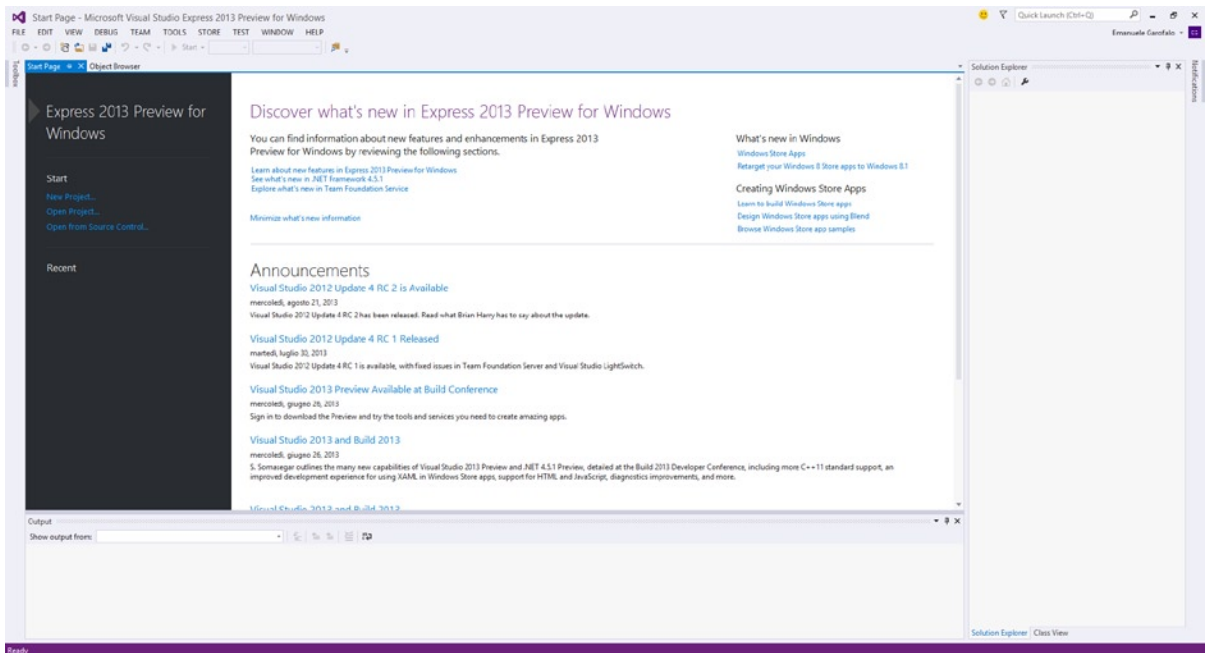 Start Page - Microsoft Visual Studio Express 2013 Preview for Windows
Quick Launch (Ctrl+Q)
FILE EDIT VIEW DEBUG TEAM TOOLS STORE TEST WINDOW HELP
Emanuele Garofalo
Start
Toolbox
Start Page
Object Browser
Solution Explorer
Notifications
Express 2013 Preview for
Windows
Start
New Project...
Open Project...
Open from Source Control...
Recent
Discover what's new in Express 2013 Preview for Windows
You can find information about new features and enhancements in Express 2013
Preview for Windows by reviewing the following sections.
Learn about new features in Express 2013 Preview for Windows
See what's new in .NET Framework 4.5.1
Explore what's new in Team Foundation Service
Minimize what's new information
What's new in Windows
Windows Store Apps
Retarget your Windows 8 Store apps to Windows 8.1
Creating Windows Store Apps
Learn to build Windows Store apps
Design Windows Store apps using Blend
Browse Windows Store app samples
Announcements
Visual Studio 2012 Update 4 RC 2 is Available
mercoledì, agosto 21, 2013
Visual Studio 2012 Update 4 RC 2 has been released. Read what Brian Harry has to say about the update.
Visual Studio 2012 Update 4 RC 1 Released
martedì, luglio 30, 2013
Visual Studio 2012 Update 4 RC 1 is available, with fixed issues in Team Foundation Server and Visual Studio LightSwitch.
Visual Studio 2013 Preview Available at Build Conference
mercoledì, giugno 26, 2013
Sign in to download the Preview and try the tools and services you need to create amazing apps.
Visual Studio 2013 and Build 2013
mercoledì, giugno 26, 2013
S. Somasegar outlines the many new capabilities of Visual Studio 2013 Preview and .NET 4.5.1 Preview, detailed at the Build 2013 Developer Conference, including more C++11 standard support, an
improved development experience for using XAML in Windows Store apps, support for HTML and JavaScript, diagnostics improvements, and more.
Visual Studio 2013 and Build 2013
Output
Show output from:
Solution Explorer
Class View
Ready